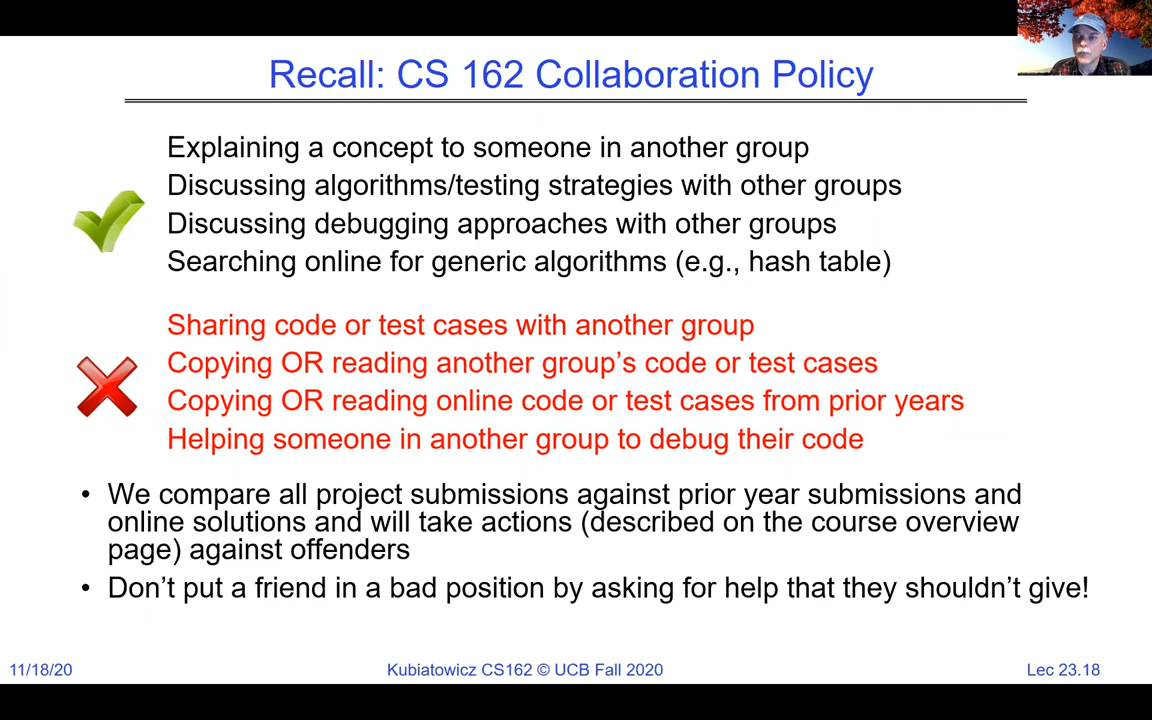 Recall: CS 162 Collaboration Policy
Explaining a concept to someone in another group
Discussing algorithms/testing strategies with other groups
Discussing debugging approaches with other groups
Searching online for generic algorithms (e.g., hash table)
Sharing code or test cases with another group
Copying OR reading another group's code or test cases
Copying OR reading online code or test cases from prior years
Helping someone in another group to debug their code
• We compare all project submissions against prior year submissions and
online solutions and will take actions (described on the course overview
page) against offenders
• Don't put a friend in a bad position by asking for help that they shouldn't give!
11/18/20
Kubiatowicz CS162 © UCB Fall 2020
Lec 23.18